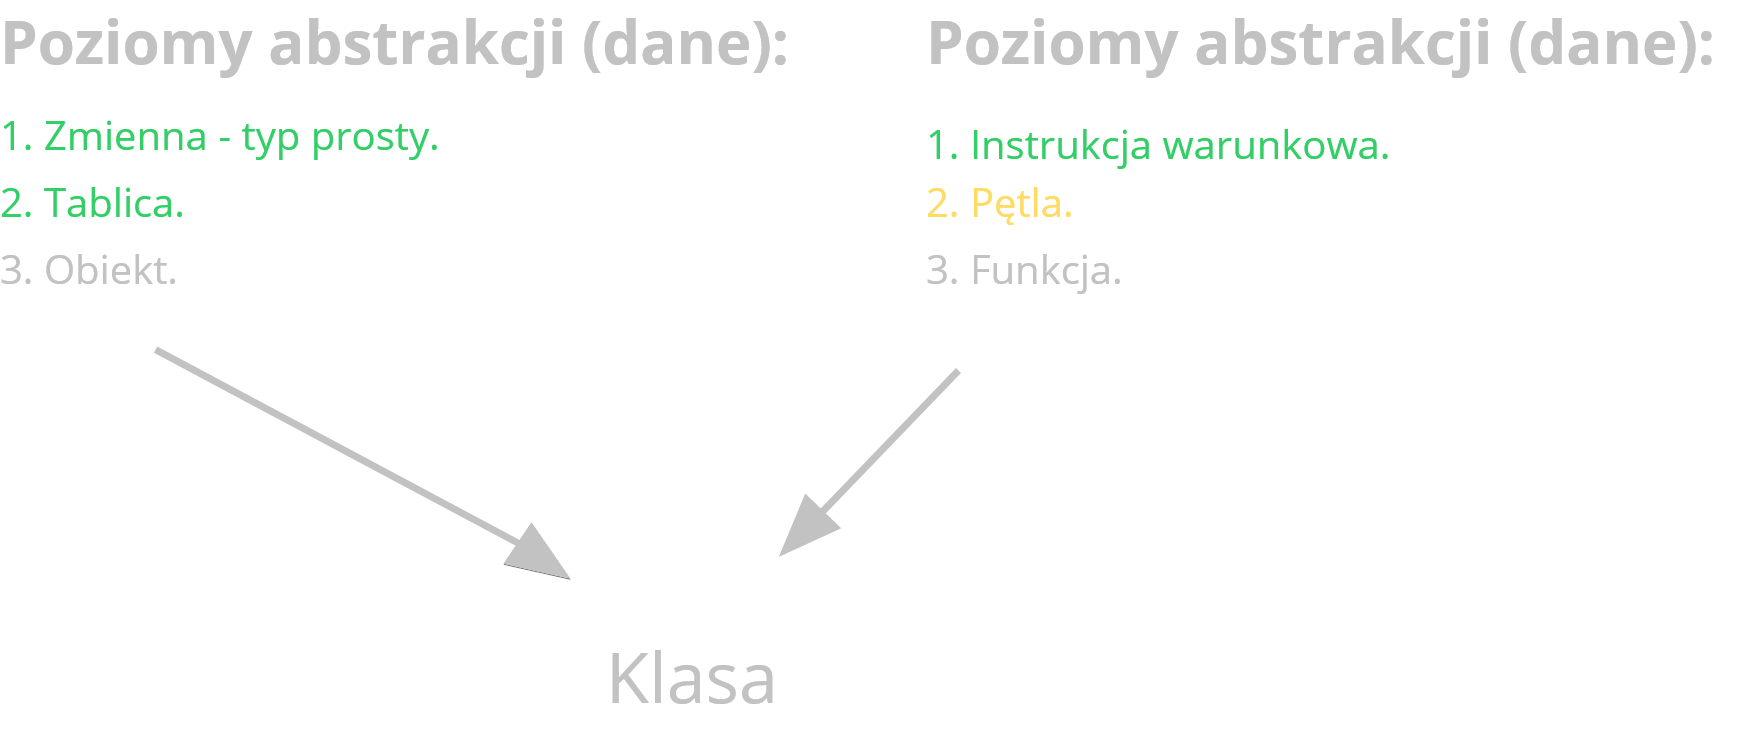 Poziomy abstrakcji (dane):
1. Zmienna - typ prosty.
2. Tablica.
3. Obiekt.
Poziomy abstrakcji (dane):
1. Instrukcja warunkowa.
2. Pętla.
3. Funkcja.
Klasa